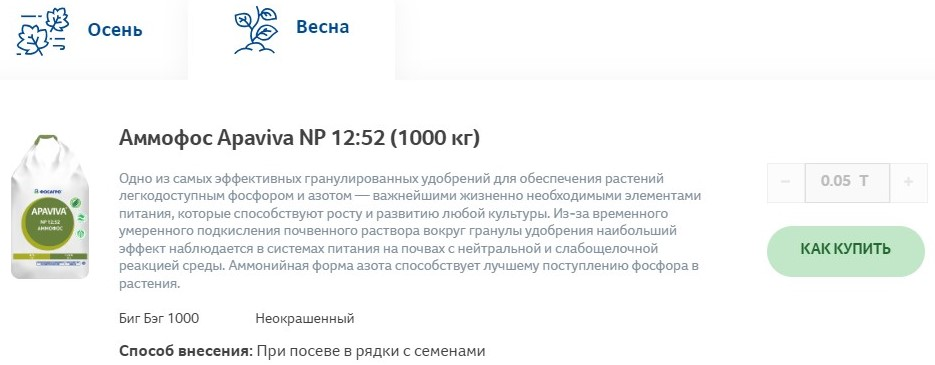 Осень
Весна
Аммофос Apaviva NP 12:52 (1000 кг)
Одно из самых эффективных гранулированных удобрений для обеспечения растений
легкодоступным фосфором и азотом — важнейшими жизненно необходимыми элементами
питания, которые способствуют росту и развитию любой культуры. Из-за временного
умеренного подкисления почвенного раствора вокруг гранулы удобрения наибольший
эффект наблюдается в системах питания на почвах с нейтральной и слабощелочной
реакцией среды. Аммонийная форма азота способствует лучшему поступлению фосфора в
растения.
Биг Бэг 1000 Неокрашенный
Способ внесения: При посеве в рядки с семенами
− 0.05 Т +
КАК КУПИТЬ
ФОСАГРО
APAVIVA
NP 12:52
АММОФОС